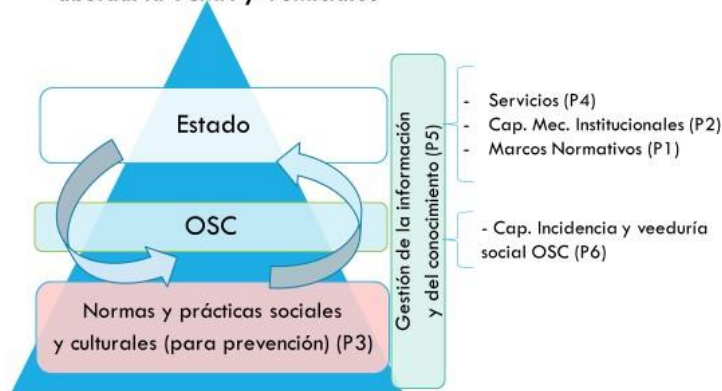 Estado
OSC
Normas y prácticas sociales
y culturales (para prevención) (P3)
Gestión de la información
y del conocimiento (P5)
- Servicios (P4)
- Cap. Mec. Institucionales (P2)
- Marcos Normativos (P1)
- Cap. Incidencia y veeduría
social OSC (P6)